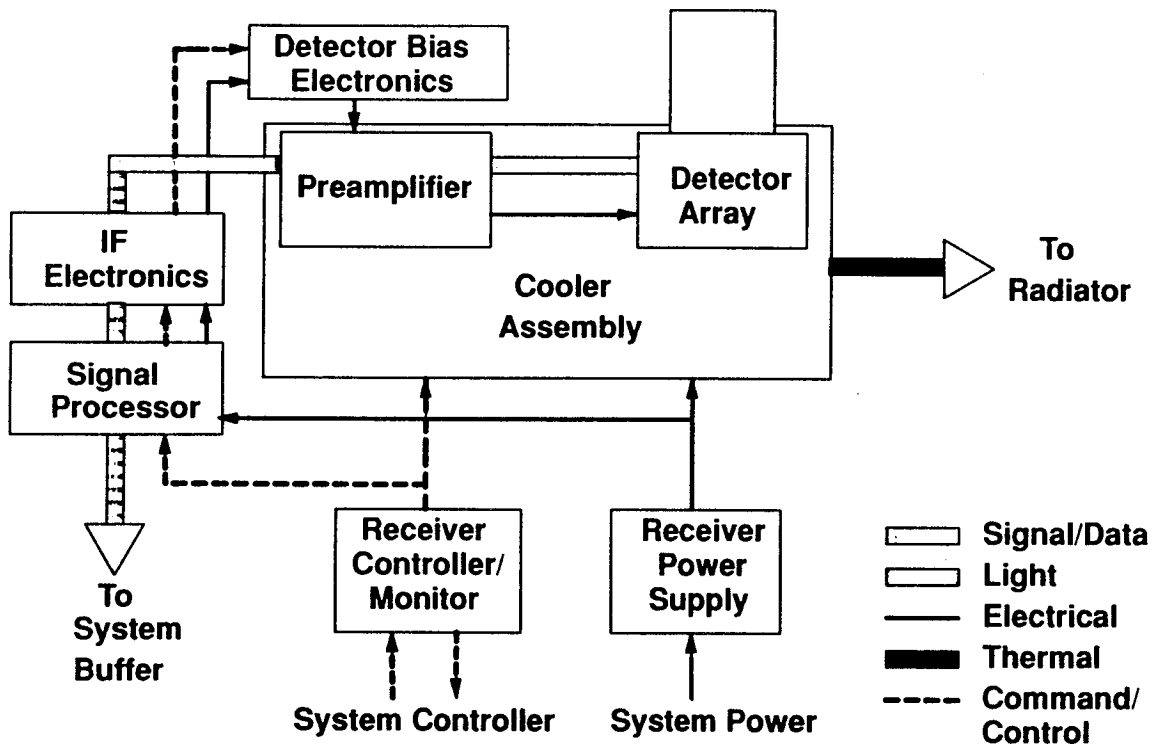 Detector Bias
Electronics
Preamplifier
Detector
Array
IF
Electronics
To
Radiator
Cooler
Assembly
Signal
Processor
Receiver
Controller/
Monitor
Receiver
Power
Supply
To
System
Buffer
System Controller
System Power
Signal/Data
Light
Electrical
Thermal
Command/
Control